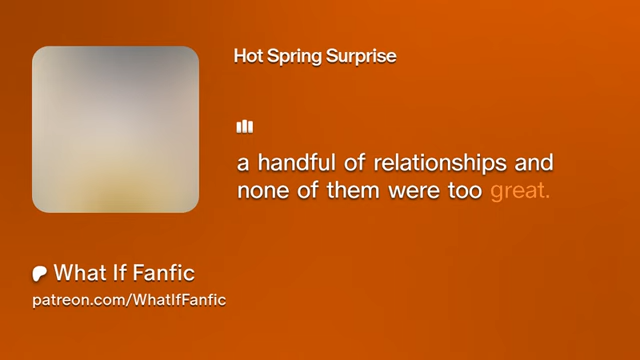 Hot Spring Surprise
a handful of relationships and
none of them were too great.
What If Fanfic
patreon.com/WhatIfFanfic